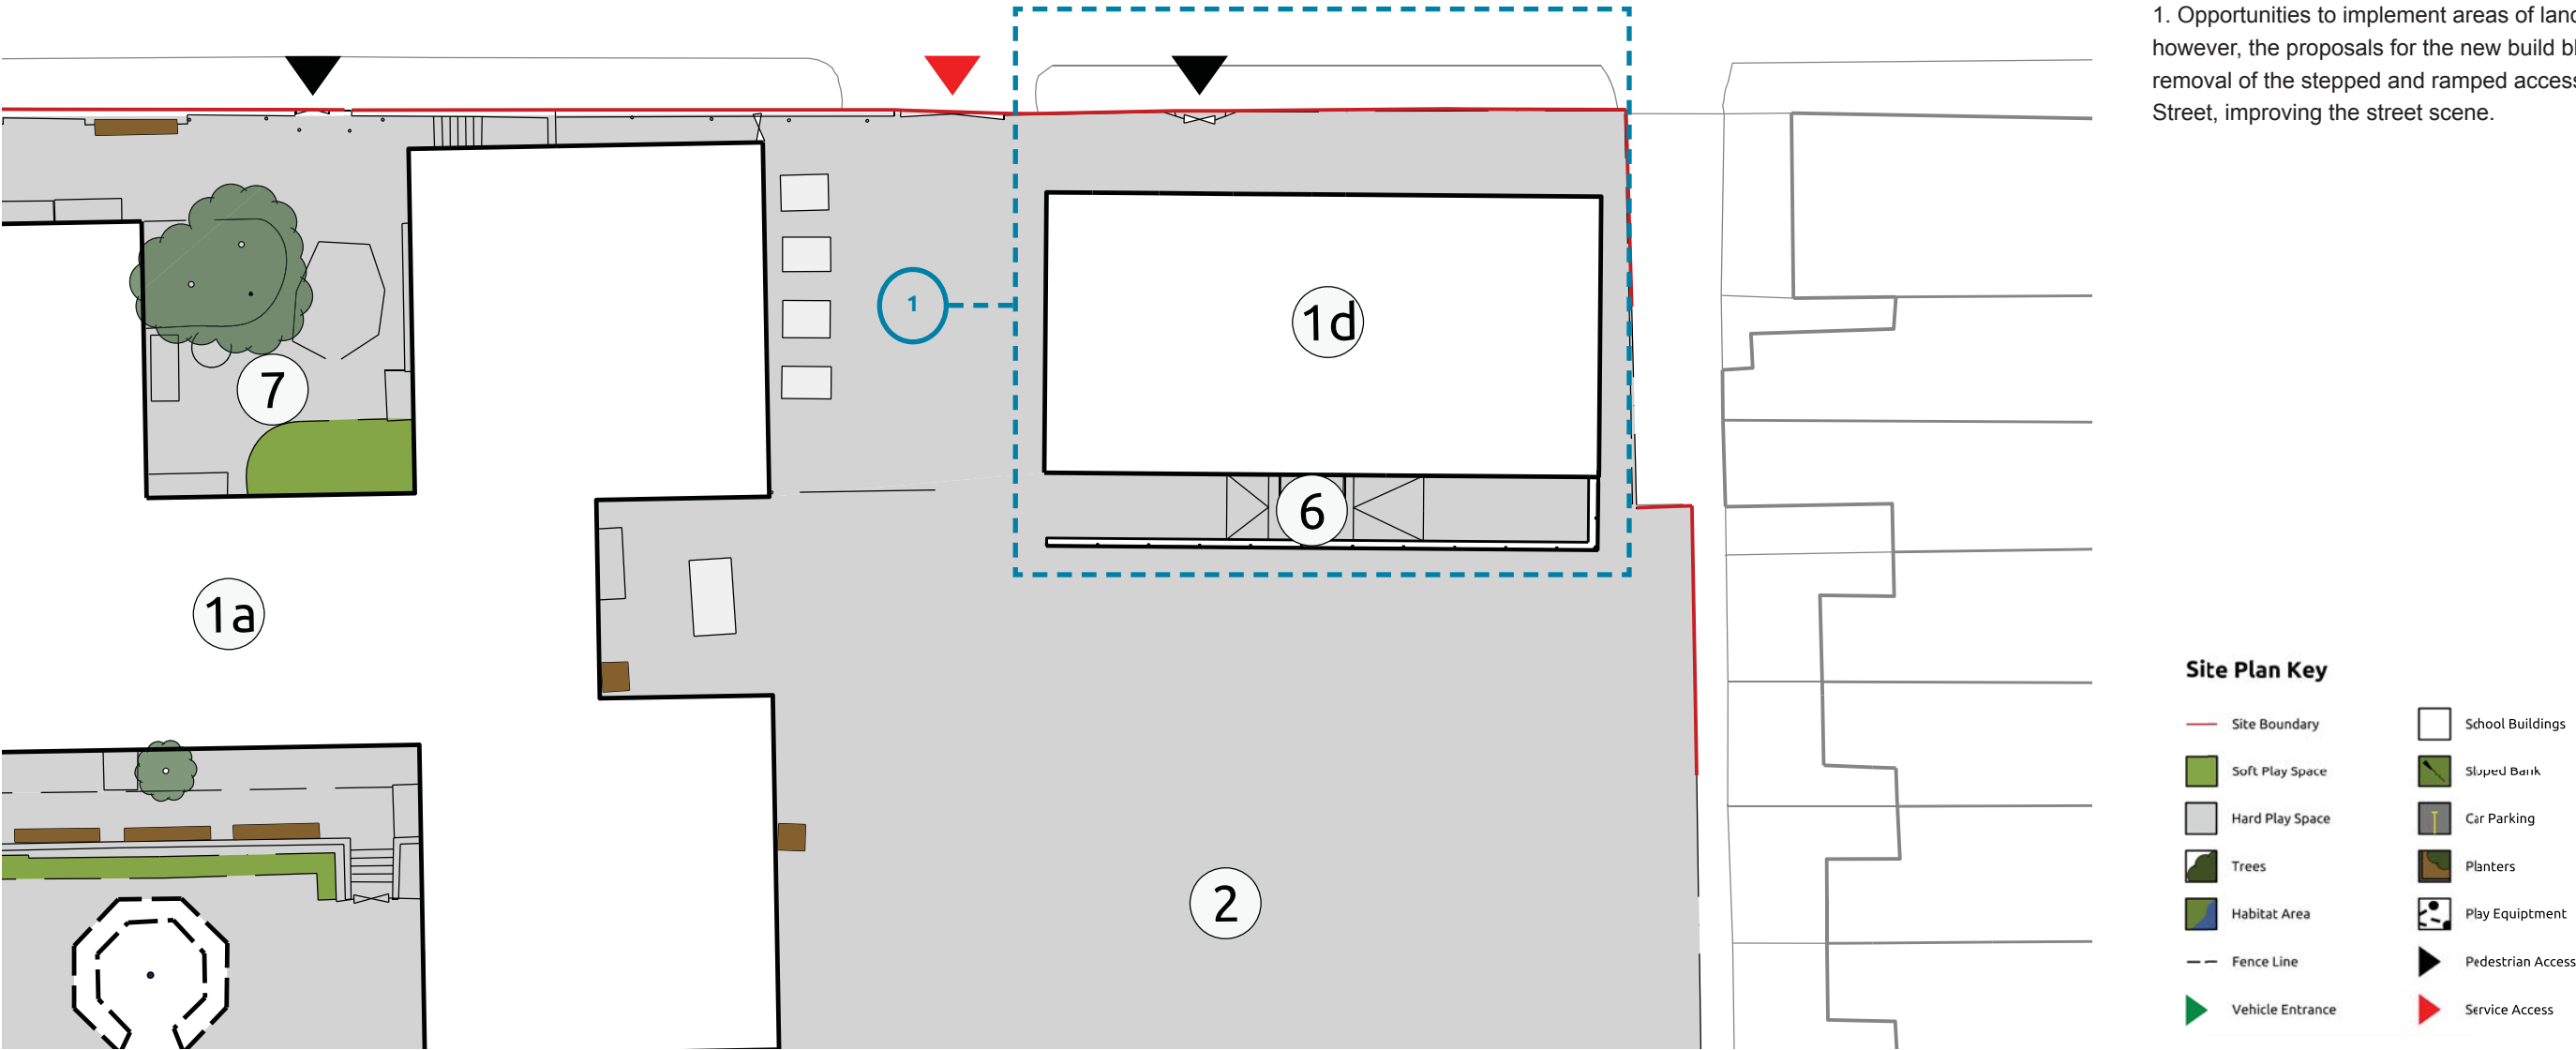 1. Opportunities to implement areas of
however, the proposals for the new build
removal of the stepped and ramped
Street, improving the street scene.
1
1d
7
6
1a
2
Site Plan Key
Site Boundary
School Buildings
Soft Play Space
Sloped Bank
Hard Play Space
Car Parking
Trees
Planters
Habitat Area
Play Equiptment
Fence Line
Pedestrian Access
Vehicle Entrance
Service Access